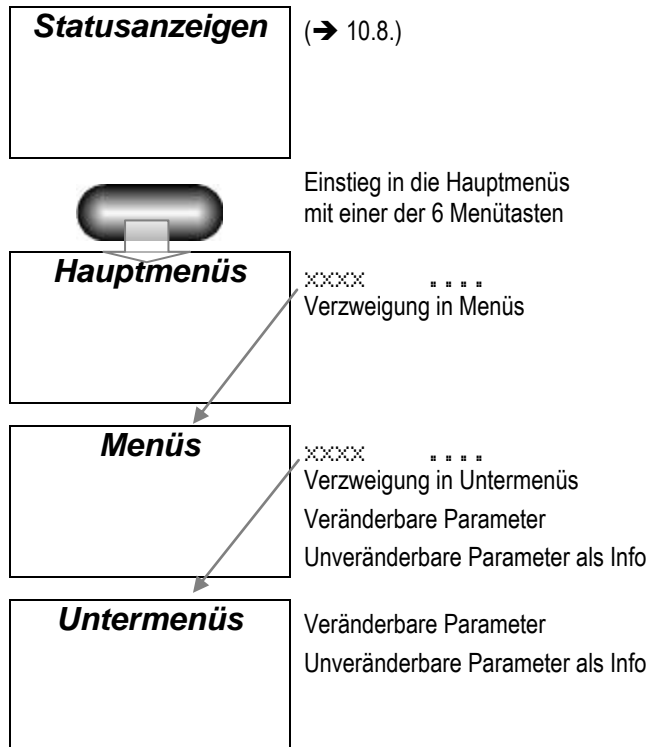 Statusanzeigen (➔ 10.8.)
Einstieg in die Hauptmenüs
mit einer der 6 Menütasten
Hauptmenüs
xxxx ....
Verzweigung in Menüs
Menüs
xxxx ....
Verzweigung in Untermenüs
Veränderbare Parameter
Unveränderbare Parameter als Info
Untermenüs
Veränderbare Parameter
Unveränderbare Parameter als Info